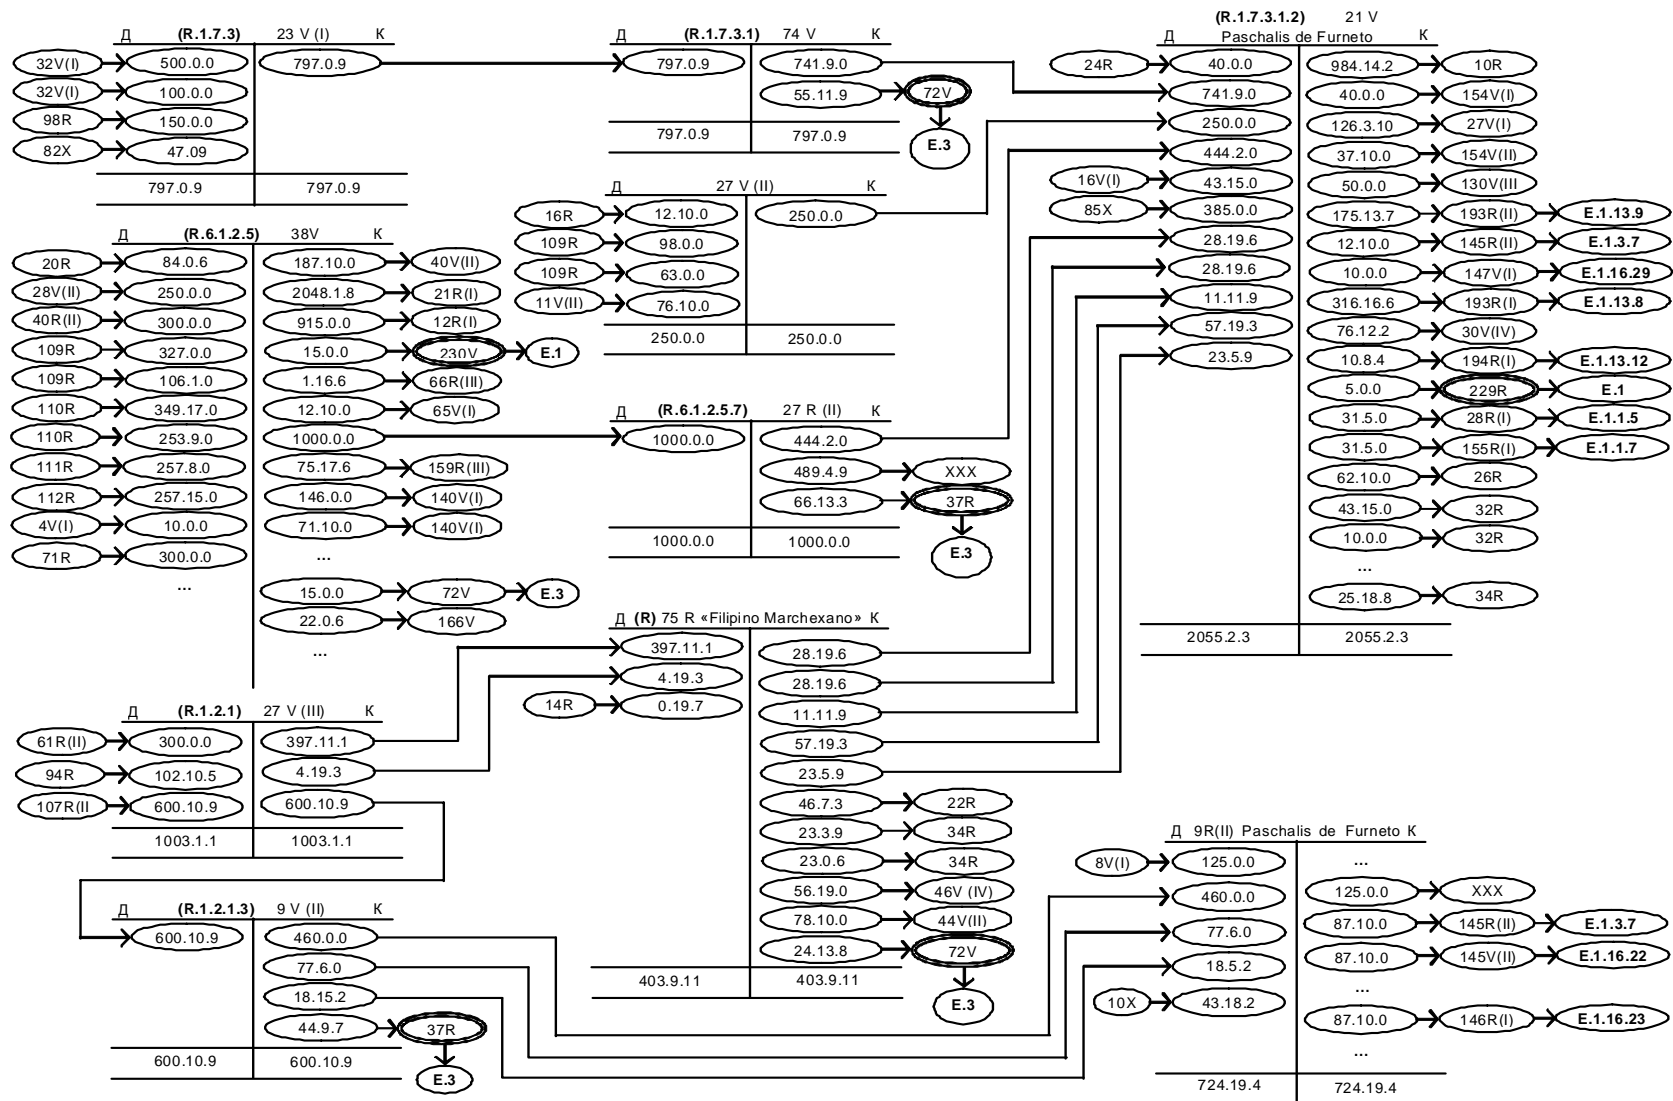 Д (R.1.7.3) 23 V (I) К
32V(I) 500.0.0 797.0.9
32V(I) 100.0.0
98R 150.0.0
82X 47.09
797.0.9 797.0.9
Д (R.1.7.3.1) 74 V К
797.0.9 741.9.0
55.11.9 72V
E.3
797.0.9 797.0.9
Д 27 V (II) К
16R 12.10.0 250.0.0
109R 98.0.0
109R 63.0.0
11V(II) 76.10.0
250.0.0 250.0.0
Д (R.6.1.2.5) 38V К
20R 84.0.6 187.10.0 40V(II)
28V(II) 250.0.0 2048.1.8 21R(I)
40R(II) 300.0.0 915.0.0 12R(I)
109R 327.0.0 15.0.0 230V E.1
109R 106.1.0 1.16.6 66R(III)
110R 349.17.0 12.10.0 65V(I)
110R 253.9.0 1000.0.0
111R 257.8.0 75.17.6 159R(III)
112R 257.15.0 146.0.0 140V(I)
4V(I) 10.0.0 71.10.0 140V(I)
71R 300.0.0 ...
... 15.0.0 72V E.3
22.0.6 166V
...
Д (R.6.1.2.5.7) 27 R (II) К
1000.0.0 444.2.0
489.4.9 XXX
66.13.3 37R
E.3
1000.0.0 1000.0.0
Д (R) 75 R «Filipino Marchexano» К
397.11.1 28.19.6
4.19.3 28.19.6
14R 0.19.7 11.11.9
57.19.3
23.5.9
46.7.3 22R
23.3.9 34R
23.0.6 34R
56.19.0 46V (IV)
78.10.0 44V(II)
24.13.8 72V
E.3
403.9.11 403.9.11
Д (R.1.2.1) 27 V (III) К
61R(II) 300.0.0 397.11.1
94R 102.10.5 4.19.3
107R(II 600.10.9 600.10.9
1003.1.1 1003.1.1
Д (R.1.2.1.3) 9 V (II) К
600.10.9 460.0.0
77.6.0
18.15.2
44.9.7 37R
E.3
600.10.9 600.10.9
(R.1.7.3.1.2) 21 V
Д Paschalis de Furneto К
24R 40.0.0 984.14.2 10R
741.9.0 40.0.0 154V(I)
250.0.0 126.3.10 27V(I)
444.2.0 37.10.0 154V(II)
16V(I) 43.15.0 50.0.0 130V(III
85X 385.0.0 175.13.7 193R(II) E.1.13.9
28.19.6 12.10.0 145R(II) E.1.3.7
28.19.6 10.0.0 147V(I) E.1.16.29
11.11.9 316.16.6 193R(I) E.1.13.8
57.19.3 76.12.2 30V(IV)
23.5.9 10.8.4 194R(I) E.1.13.12
5.0.0 229R E.1
31.5.0 28R(I) E.1.1.5
31.5.0 155R(I) E.1.1.7
62.10.0 26R
43.15.0 32R
10.0.0 32R
...
25.18.8 34R
2055.2.3 2055.2.3
Д 9R(II) Paschalis de Furneto К
8V(I) 125.0.0 ...
460.0.0 125.0.0 XXX
77.6.0 87.10.0 145R(II) E.1.3.7
18.5.2 87.10.0 145V(II) E.1.16.22
10X 43.18.2 ...
87.10.0 146R(I) E.1.16.23
...
724.19.4 724.19.4